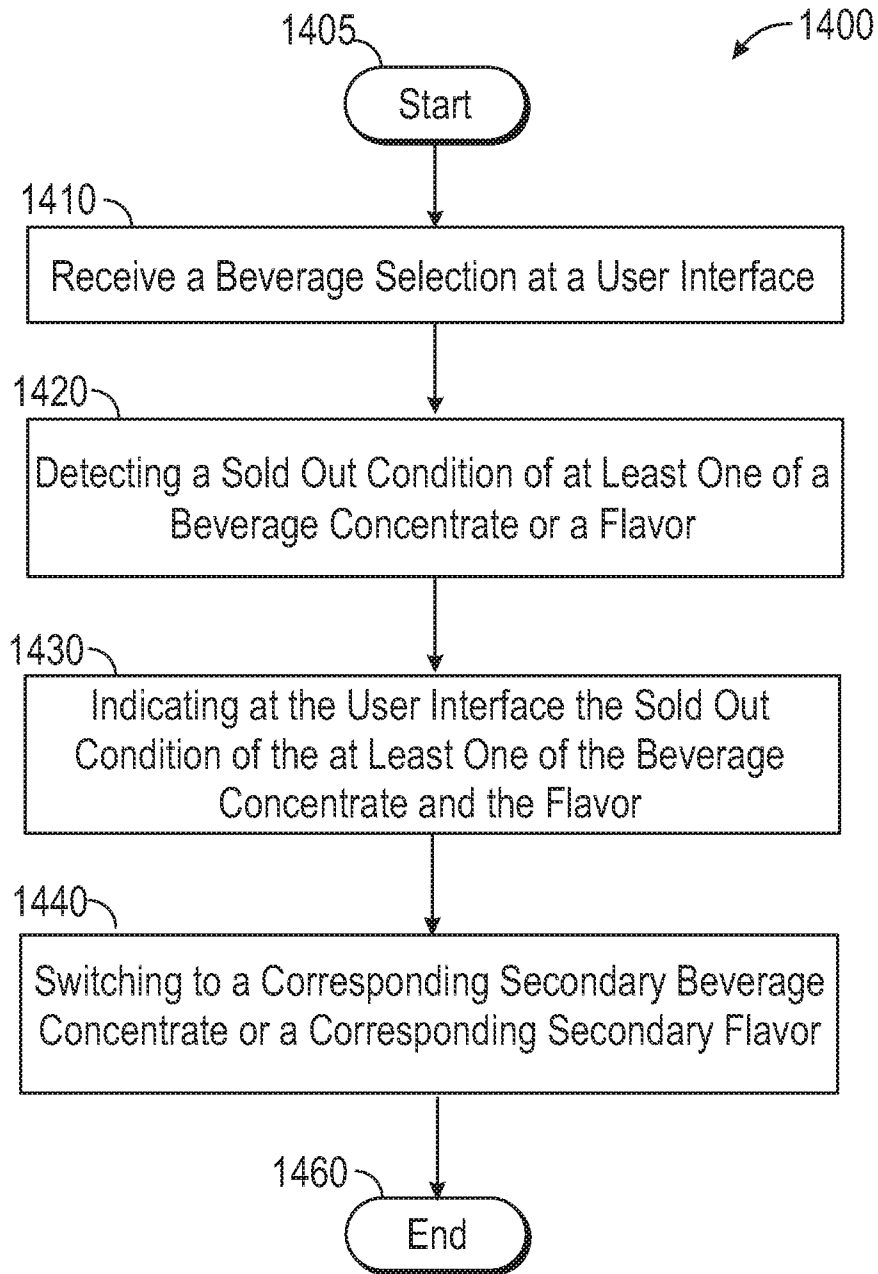 1405
1400
Start
1410
Receive a Beverage Selection at a User Interface
1420
Detecting a Sold Out Condition of at Least One of a
Beverage Concentrate or a Flavor
1430
Indicating at the User Interface the Sold Out
Condition of the at Least One of the Beverage
Concentrate and the Flavor
1440
Switching to a Corresponding Secondary Beverage
Concentrate or a Corresponding Secondary Flavor
1460
End